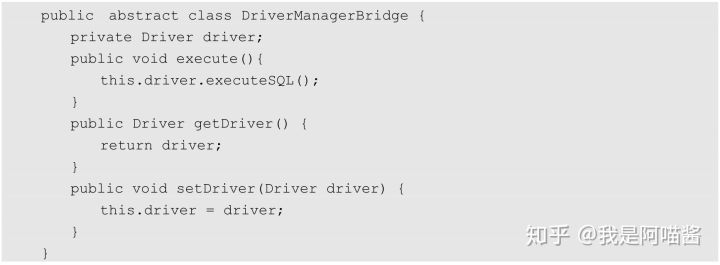 public  abstract class DriverManagerBridge {
    private Driver driver;
    public void execute(){
        this.driver.executeSQL();
    }
    public Driver getDriver() {
        return driver;
    }
    public void setDriver(Driver driver) {
        this.driver = driver;
    }
}
知乎 @我是阿喵酱